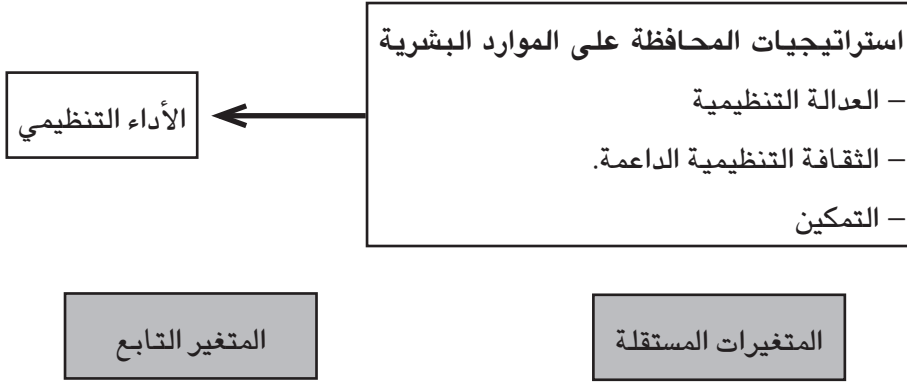 استراتيجيات المحافظة على الموارد البشرية
– العدالة التنظيمية
– الثقافة التنظيمية الداعمة.
– التمكين
الأداء التنظيمي
المتغيرات المستقلة
المتغير التابع